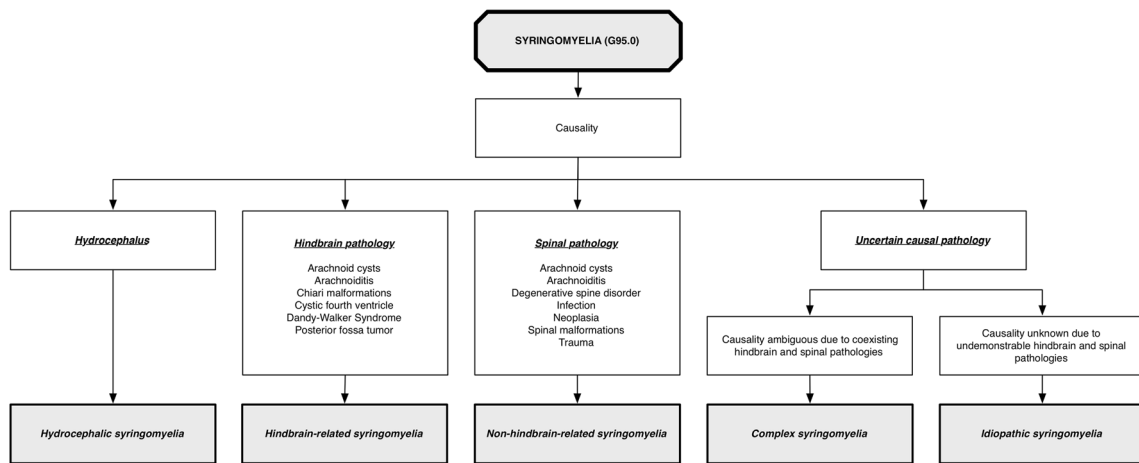 SYRINGOMYELIA (G95.0)
Causality
Hydrocephalus
Hindbrain pathology
Arachnoid cysts
Arachnoiditis
Chiari malformations
Cystic fourth ventricle
Dandy-Walker Syndrome
Posterior fossa tumor
Spinal pathology
Arachnoid cysts
Arachnoiditis
Degenerative spine disorder
Infection
Neoplasia
Spinal malformations
Trauma
Uncertain causal pathology
Causality ambiguous due to coexisting
hindbrain and spinal pathologies
Causality unknown due to
undemonstrable hindbrain and spinal
pathologies
Hydrocephalic syringomyelia
Hindbrain-related syringomyelia
Non-hindbrain-related syringomyelia
Complex syringomyelia
Idiopathic syringomyelia